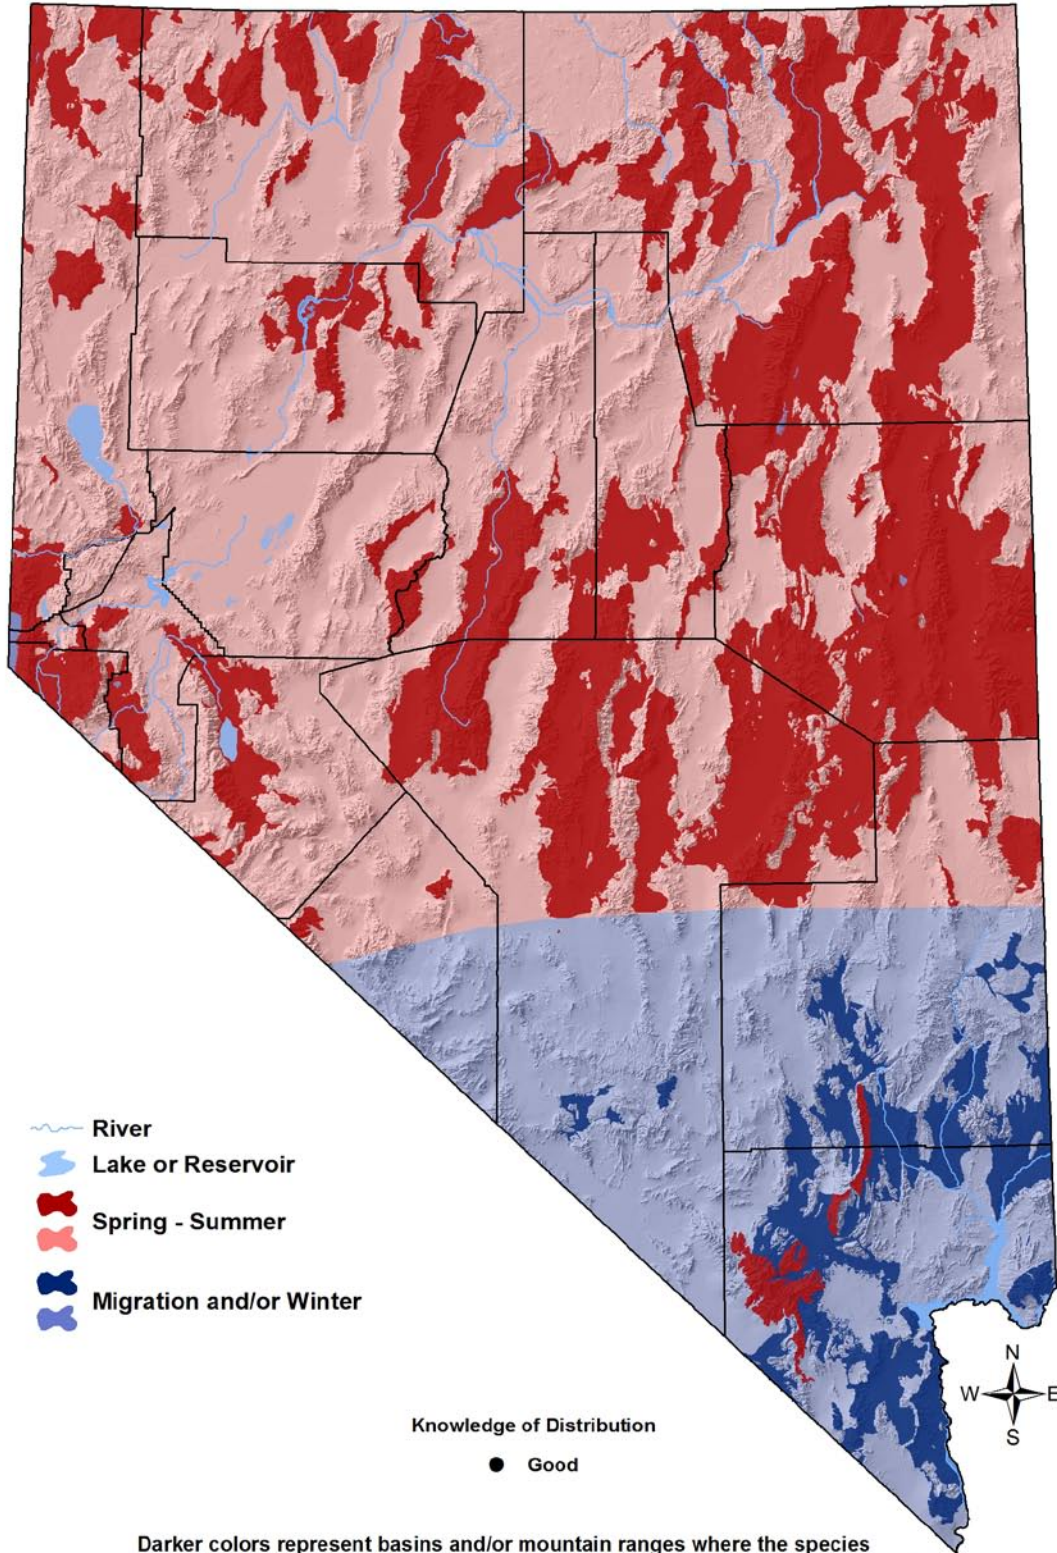 River
Lake or Reservoir
Spring - Summer
Migration and/or Winter
N
W E
S
Knowledge of Distribution
Good
Darker colors represent basins and/or mountain ranges where the species